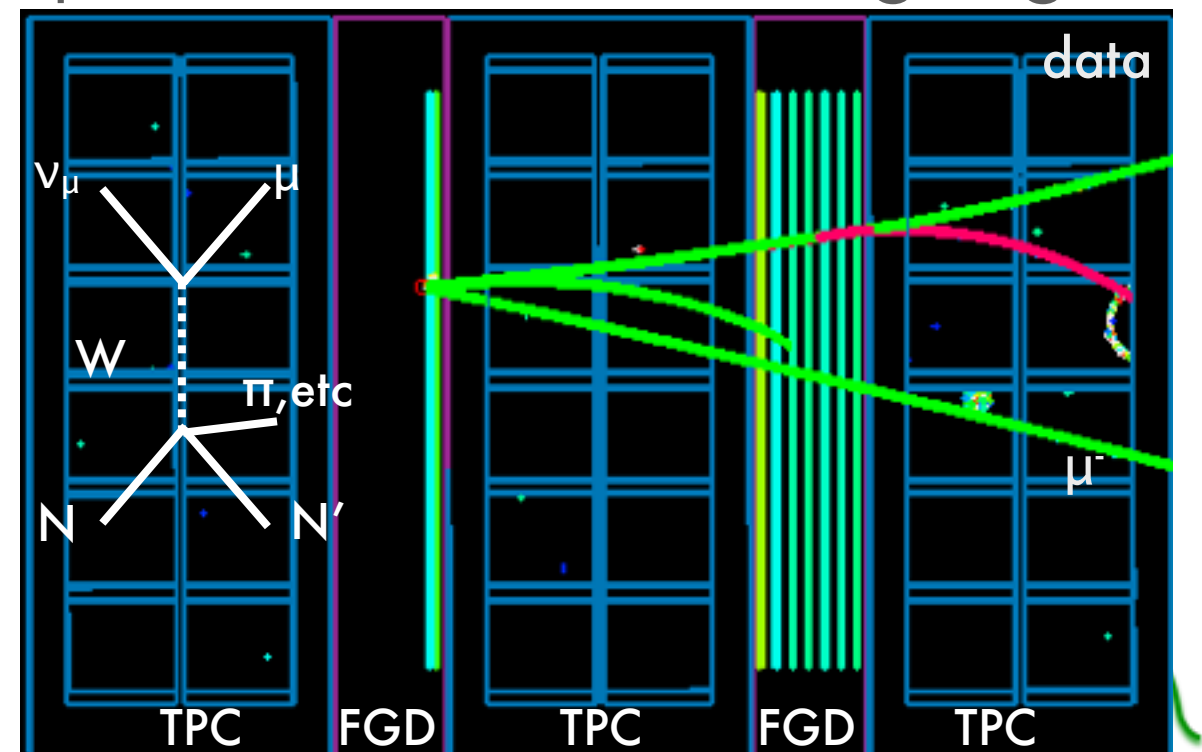 data
νμ
μ
W
π,etc
N
N′
μ-
TPC FGD TPC FGD TPC